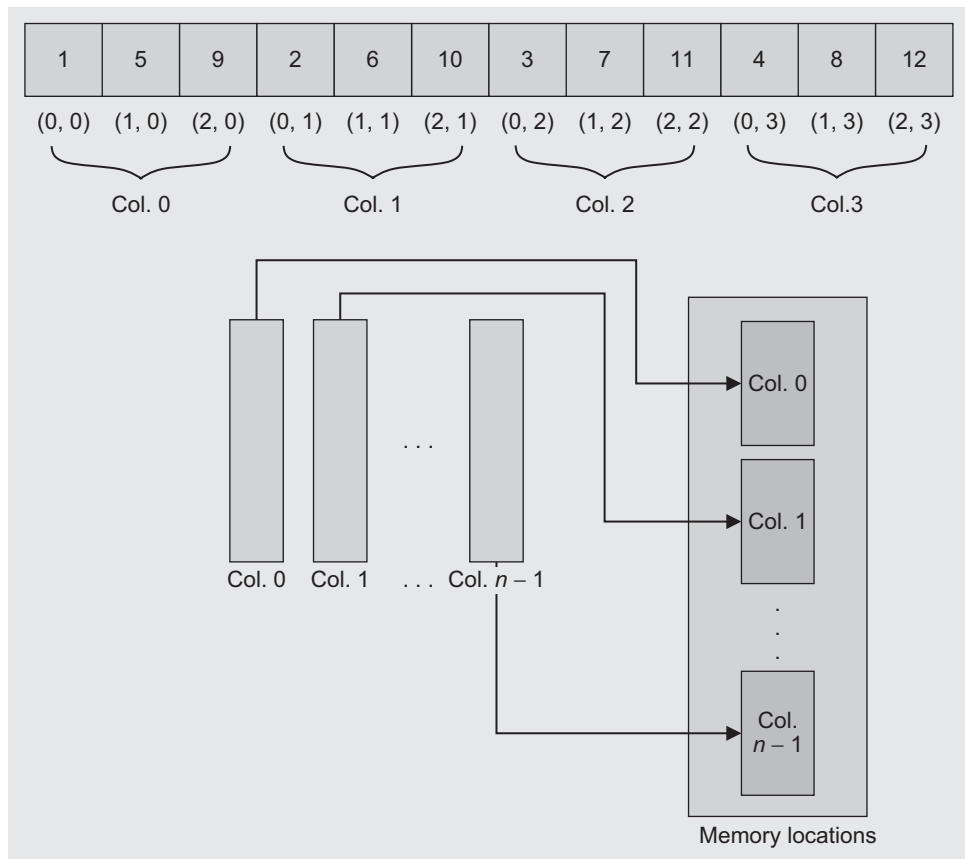 1 5 9 2 6 10 3 7 11 4 8 12
(0, 0) (1, 0) (2, 0) (0, 1) (1, 1) (2, 1) (0, 2) (1, 2) (2, 2) (0, 3) (1, 3) (2, 3)
Col. 0 Col. 1 Col. 2 Col.3
Col. 0
. . .
Col. 1
Col. 0 Col. 1 . . . Col. n – 1
.
.
.
Col.
n – 1
Memory locations